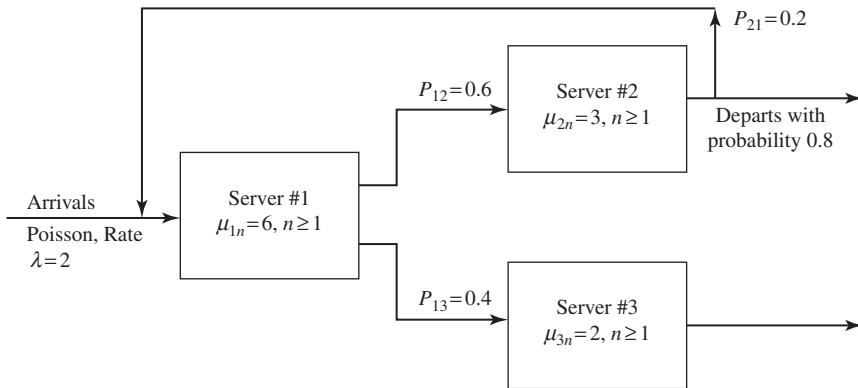 P₂₁=0.2
P₁₂=0.6
Server #2
μ₂ₙ=3, n≥1
Departs with
probability 0.8
Arrivals
Poisson, Rate
λ=2
Server #1
μ₁ₙ=6, n≥1
P₁₃=0.4
Server #3
μ₃ₙ=2, n≥1